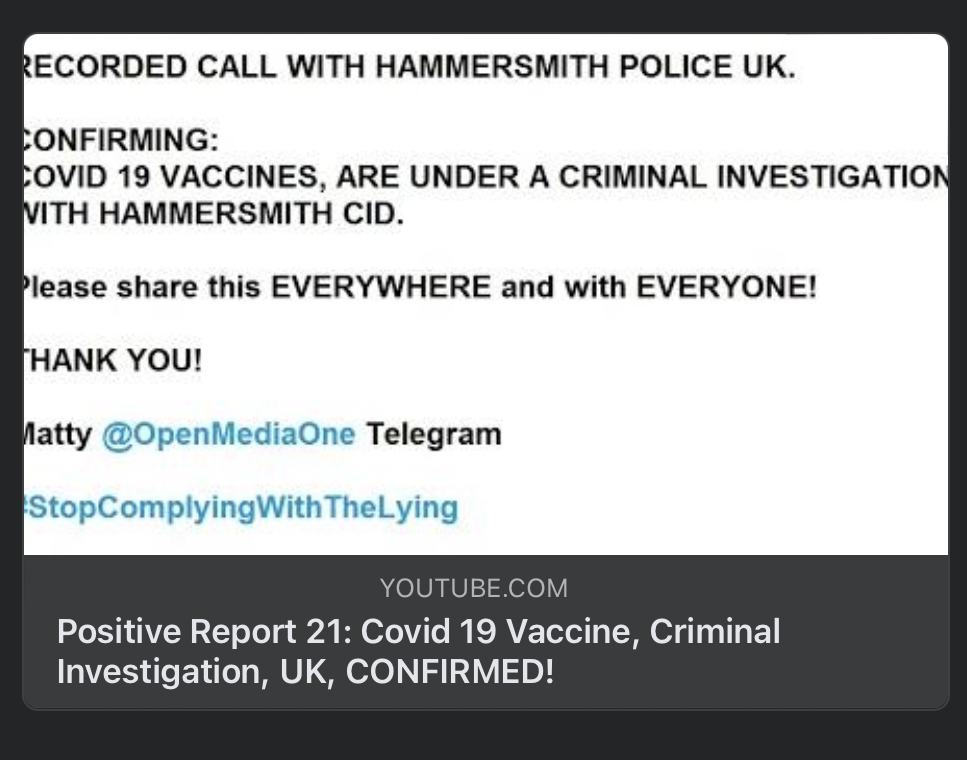 RECORDED CALL WITH HAMMERSMITH POLICE UK.
CONFIRMING:
COVID 19 VACCINES, ARE UNDER A CRIMINAL INVESTIGATION
WITH HAMMERSMITH CID.
Please share this EVERYWHERE and with EVERYONE!
THANK YOU!
Matty @OpenMediaOne Telegram
#StopComplyingWithTheLying
YOUTUBE.COM
Positive Report 21: Covid 19 Vaccine, Criminal
Investigation, UK, CONFIRMED!